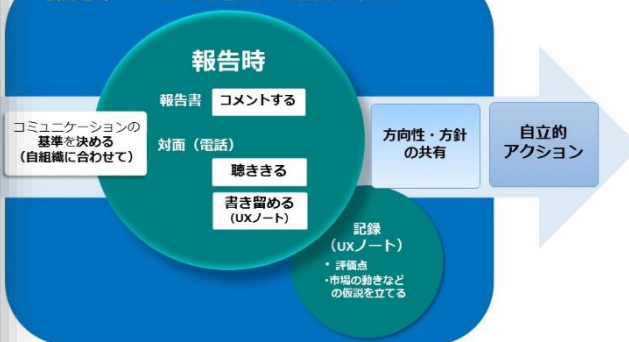 報告時
報告書 コメントする
コミュニケーションの
基準を決める
(自組織に合わせて)
対面(電話)
聴ききる
書き留める
(UXノート)
方向性・方針
の共有
自立的
アクション
記録
(UXノート)
• 評価点
・市場の動きなど
の仮説を立てる